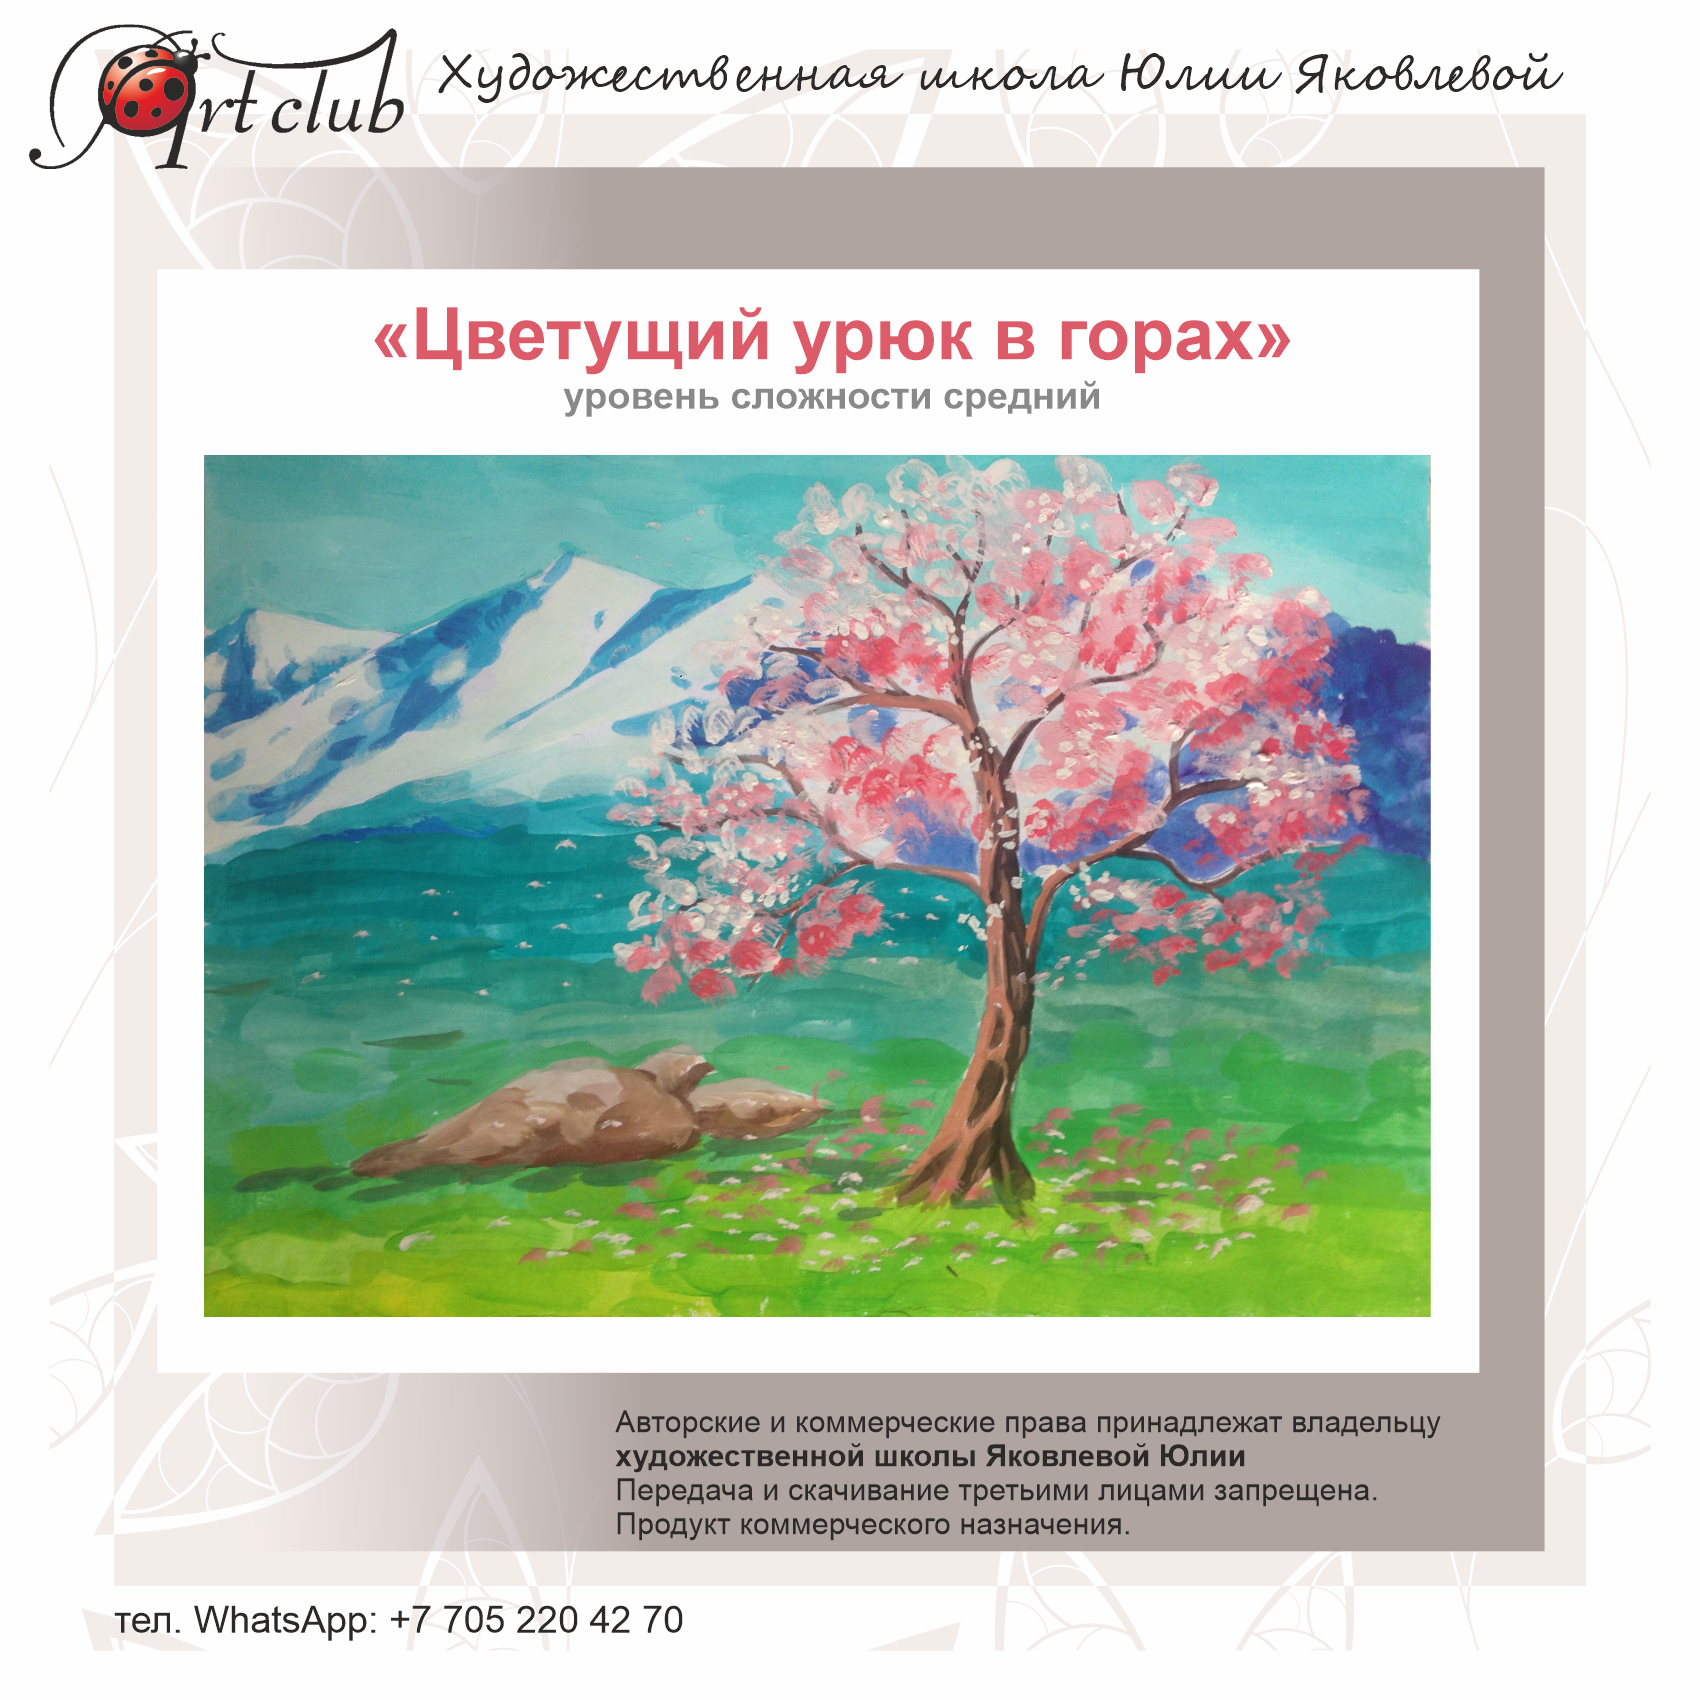 Art club
Художественная школа Юлии Яковлевой
«Цветущий урюк в горах»
уровень сложности средний
Авторские и коммерческие права принадлежат владельцу
художественной школы Яковлевой Юлии
Передача и скачивание третьими лицами запрещена.
Продукт коммерческого назначения.
тел. WhatsApp: +7 705 220 42 70